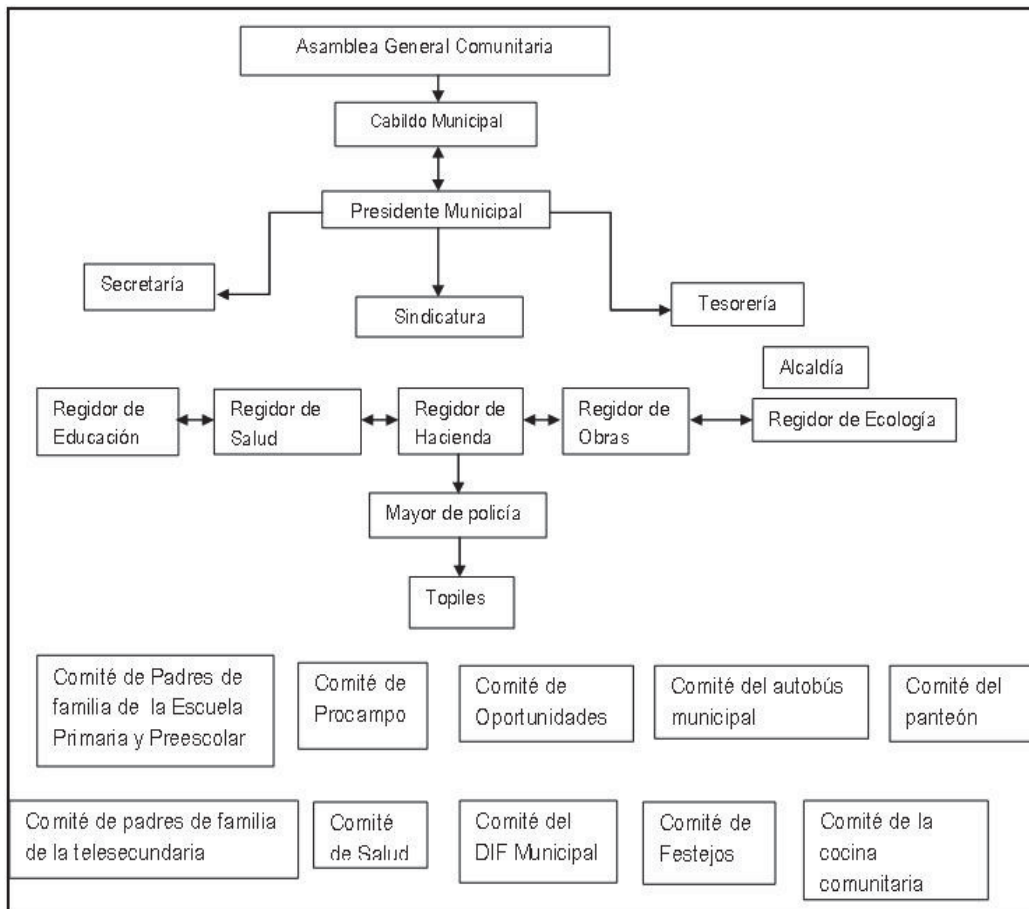 Asamblea General Comunitaria
Cabildo Municipal
Presidente Municipal
Secretaría
Sindicatura
Tesorería
Alcaldía
Regidor de
Educación
Regidor de
Salud
Regidor de
Hacienda
Regidor de
Obras
Regidor de Ecología
Mayor de policía
Topiles
Comité de Padres de
familia de la Escuela
Primaria y Preescolar
Comité de
Procampo
Comité de
Oportunidades
Comité del autobús
municipal
Comité del
panteón
Comité de padres de familia
de la telesecundaria
Comité
de Salud
Comité del
DIF Municipal
Comité de
Festejos
Comité de la
cocina
comunitaria